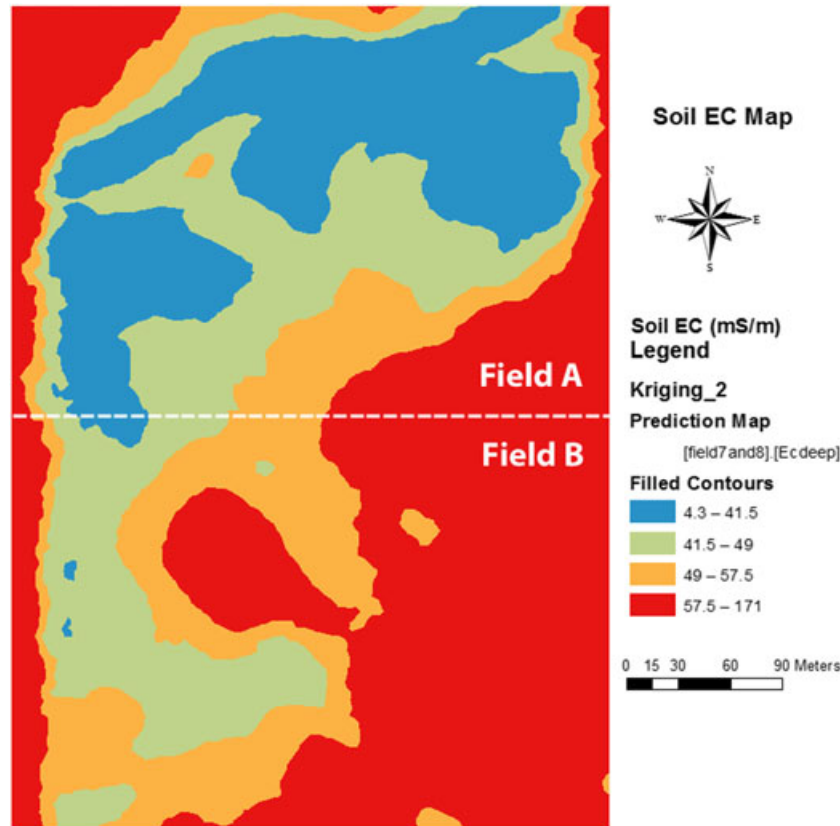 Soil EC Map
N
W E
S
Field A
Field B
Soil EC (mS/m)
Legend
Kriging_2
Prediction Map
[field7and8].[Ecdeep]
Filled Contours
4.3 – 41.5
41.5 – 49
49 – 57.5
57.5 – 171
0 15 30 60 90 Meters